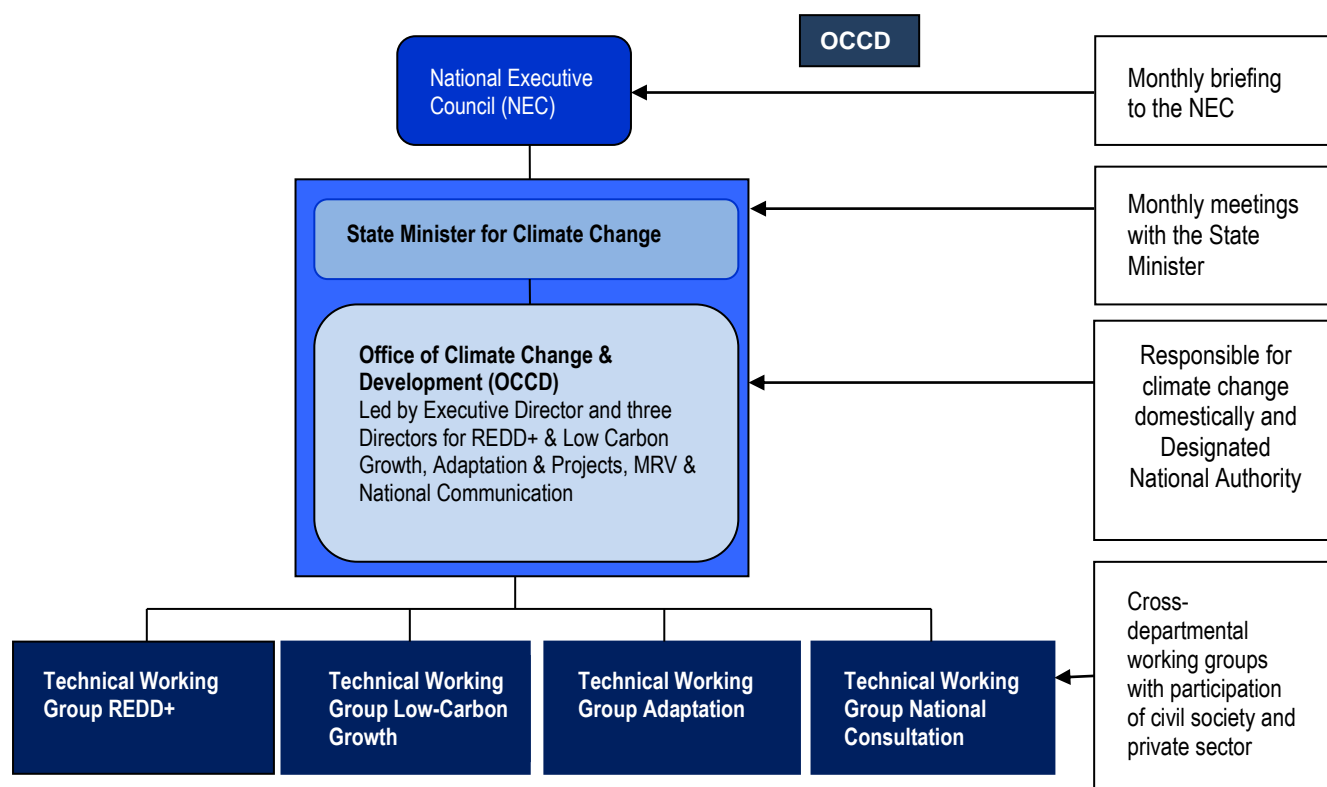 OCCD
National Executive
Council (NEC)
Monthly briefing
to the NEC
State Minister for Climate Change
Monthly meetings
with the State
Minister
Office of Climate Change &
Development (OCCD)
Led by Executive Director and three
Directors for REDD+ & Low Carbon
Growth, Adaptation & Projects, MRV &
National Communication
Responsible for
climate change
domestically and
Designated
National Authority
Technical Working
Group REDD+
Technical Working
Group Low-Carbon
Growth
Technical Working
Group Adaptation
Technical Working
Group National
Consultation
Cross-
departmental
working groups
with participation
of civil society and
private sector